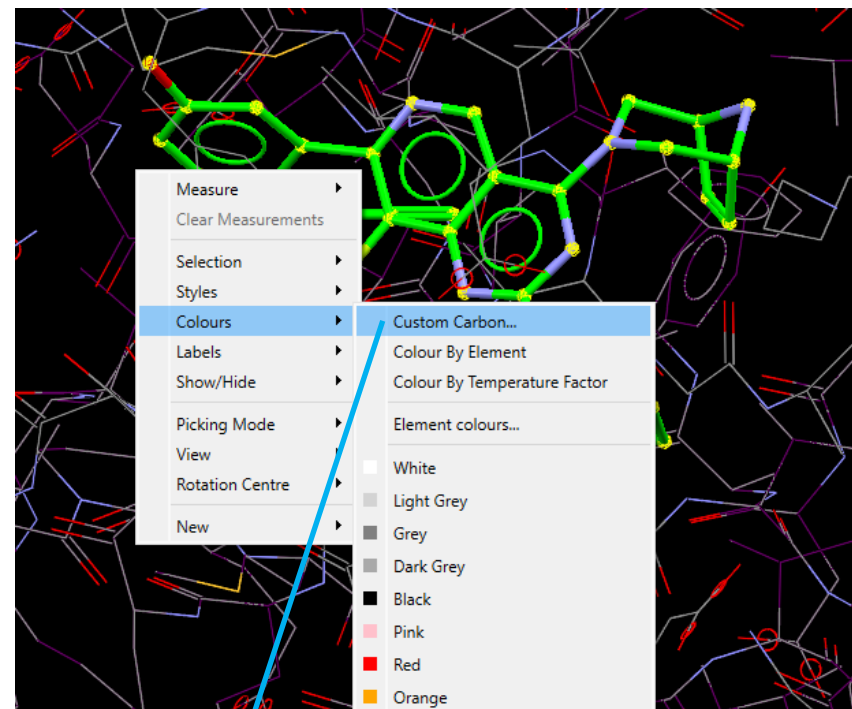 Measure
Clear Measurements
Selection
Styles
Colours
Labels
Show/Hide
Picking Mode
View
Rotation Centre
New
Custom Carbon...
Colour By Element
Colour By Temperature Factor
Element colours...
White
Light Grey
Grey
Dark Grey
Black
Pink
Red
Orange